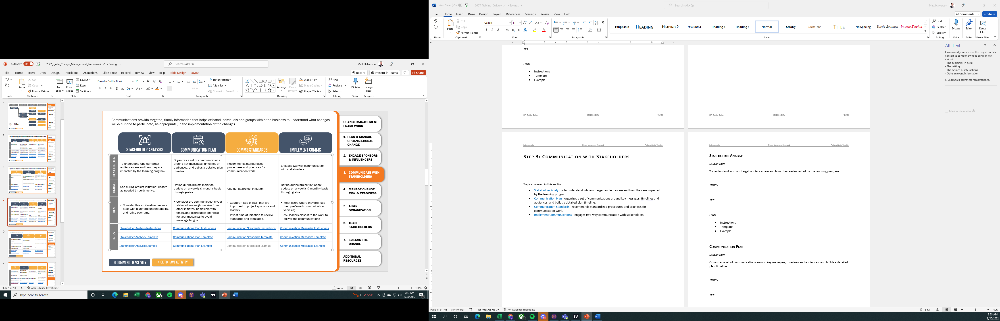 AutoSave On 2022_Ignite_Change_Management_Framework • Saving... Search (Alt+Q) Matt Halverson
File Home Insert Draw Design Transitions Animations Slide Show Record Review View Help Table Design Layout Record Present in Teams Share
Paste Cut Copy Format Painter New Slide Reuse Slides Layout Reset Section Franklin Gothic Book 10 Text Direction Align Text Convert to SmartArt Arrange Quick Styles Shape Fill Shape Outline Shape Effects Find Replace Select Dictate Design Ideas
Undo Clipboard Slides Font Paragraph Drawing Editing Voice Designer
2
3
4
5
6
7
Communications provide targeted, timely information that helps affected individuals and groups within the business to understand what changes
will occur and to participate, as appropriate, in the implementation of the changes.
STAKEHOLDER ANALYSIS COMMUNICATION PLAN COMMS STANDARDS IMPLEMENT COMMS
DESCRIPTION
To understand who our target
audiences are and how they are
impacted by the learning program.
Organizes a set of communications
around key messages, timelines or
audiences, and builds a detailed plan
timeline.
Recommends standardized
procedures and practices for
communication work.
Engages two-way communication
with stakeholders.
TIMING
Use during project initiation; update
as needed through go-live.
Define during project initiation;
update on a weekly & monthly basis
through go-live.
Use during project initiation
Define during project initiation;
update on a weekly & monthly basis
through go-live.
TIPS
• Consider this an iterative process.
Start with a general understanding
and refine over time.
• Consider the communications your
stakeholders might receive from
other initiates; be flexible with
timing and distribution channels
for your messages to avoid
message fatigue.
• Capture “little things” that are
important to project sponsors and
leaders.
• Invest time at initiation to review
standards and templates.
• Meet users where they are (use
their preferred communication
vehicles)
• Ask leaders closest to the work to
deliver the communications
LINKS
Stakeholder Analysis Instructions Communications Plan Instructions Communication Standards Instructions Communication Messages Instructions
Stakeholder Analysis Template Communications Plan Template Communication Standards Template Communication Messages Template
Stakeholder Analysis Example Communications Plan Example Communication Messages Example Communication Messages Example
RECOMMENDED ACTIVITY NICE TO HAVE ACTIVITY
CHANGE MANAGEMENT
FRAMEWORK
1. PLAN & MANAGE
ORGANIZATIONAL
CHANGE
2. ENGAGE SPONSORS
& INFLUENCERS
3. COMMUNICATE WITH
STAKEHOLDERS
4. MANAGE CHANGE
RISK & READINESS
5. ALIGN
ORGANIZATION
6. TRAIN
STAKEHOLDERS
7. SUSTAIN THE
CHANGE
ADDITIONAL
RESOURCES
Slide 5 of 10 Accessibility: Investigate Notes 100%
Type here to search F -1.55% 9:23 AM
3/30/2022
AutoSave On 06CT_Training_Delivery • Saving... Search (Alt+Q) Matt Halverson
File Home Insert Draw Design Layout References Mailings Review View Help Comments Share
Paste Cut Copy Format Painter Calibri 11 Emphasis HEADING HEADING 2 HEADING 3 Heading 4 Heading 6 Normal Strong Subtitle TITLE No Spacing Subtle Emphasi Intense Empha Find Replace Select Dictate Editor Reuse Files
Undo Clipboard Font Paragraph Styles Editing Voice Editor Reuse Files
TIPS
LINKS
• Instructions
• Template
• Example
6CT_Training_Delivery 3/30/2022 9:20 AM 11 / 108
6CT_Training_Delivery 3/30/2022 9:20 AM 12 / 108
Ignite Consulting Change Management Framework Participant Guide Template
STEP 3: COMMUNICATION WITH STAKEHOLDERS
Topics covered in this section:
• Stakeholder Analysis - to understand who our target audiences are and how they are impacted
by the learning program.
• Communication Plan - organizes a set of communications around key messages, timelines and
audiences, and builds a detailed plan timeline.
• Communication Standards - recommends standardized procedures and practices for
communication work.
• Implement Communications - engages two-way communication with stakeholders.
Ignite Consulting Change Management Framework Participant Guide Template
STAKEHOLDER ANALYSIS
DESCRIPTION
To understand who our target audiences are and how they are impacted by the learning program.
TIMING
TIPS
LINKS
• Instructions
• Template
• Example
COMMUNICATION PLAN
DESCRIPTION
Organizes a set of communications around key messages, timelines and audiences, and builds a detailed
plan timeline.
TIMING
TIPS
Alt Text
How would you describe this object and its
context to someone who is blind or low
vision?
- The subject(s) in detail
- The setting
- The actions or interactions
- Other relevant information
(1-2 detailed sentences recommended)
Mark as decorative
Page 11 of 108 5444 words Text Predictions: On Accessibility: Investigate Focus 100%
9:23 AM
3/30/2022